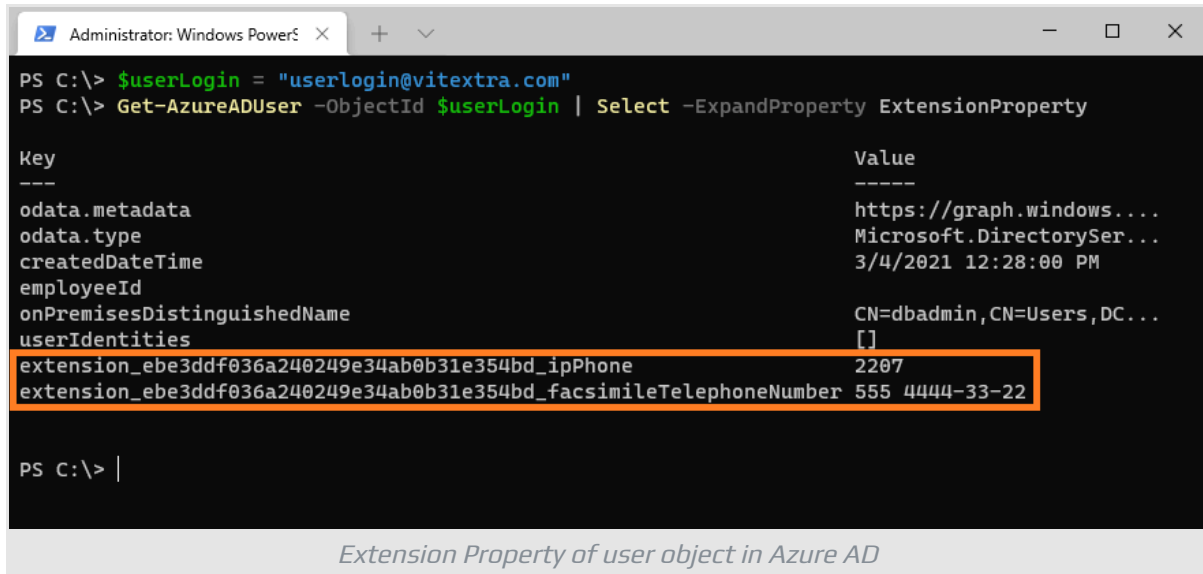 Administrator: Windows PowerS
PS C:\> $userLogin = "userlogin@vitextra.com"
PS C:\> Get-AzureADUser -ObjectId $userLogin | Select -ExpandProperty ExtensionProperty
Key Value
--- -----
odata.metadata https://graph.windows....
odata.type Microsoft.DirectorySer...
createdDateTime 3/4/2021 12:28:00 PM
employeeId
onPremisesDistinguishedName CN=dbadmin,CN=Users,DC...
userIdentities []
extension_ebe3ddf036a240249e34ab0b31e354bd_ipPhone 2207
extension_ebe3ddf036a240249e34ab0b31e354bd_facsimileTelephoneNumber 555 4444-33-22
PS C:\>
Extension Property of user object in Azure AD